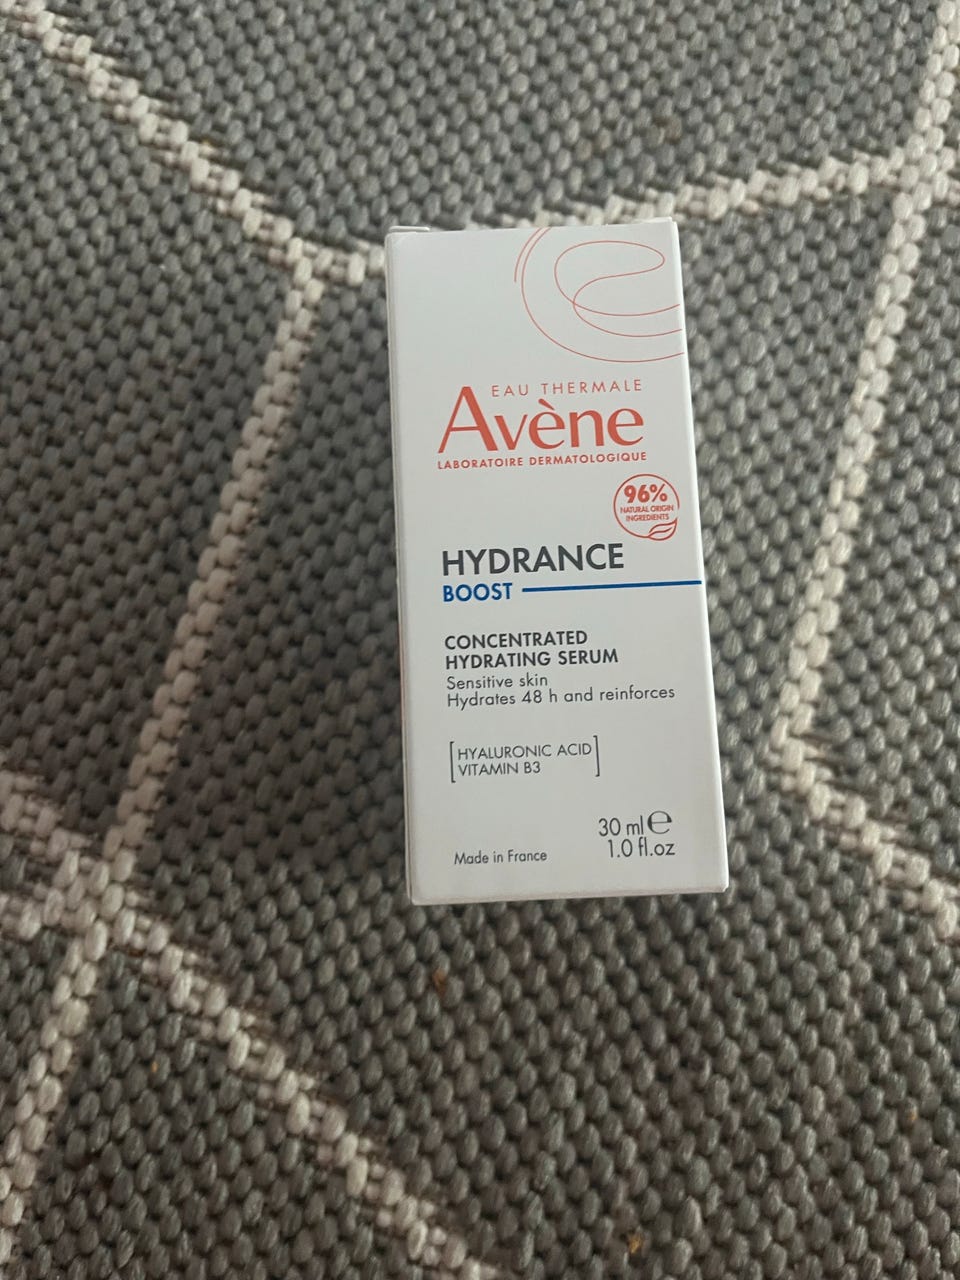 EAU THERMALE
Avène
LABORATOIRE DERMATOLOGIQUE
96%
NATURAL ORIGIN
INGREDIENTS
HYDRANCE
BOOST
CONCENTRATED
HYDRATING SERUM
Sensitive skin
Hydrates 48 h and reinforces
[HYALURONIC ACID
VITAMIN B3]
30 ml ℮
1.0 fl.oz
Made in France